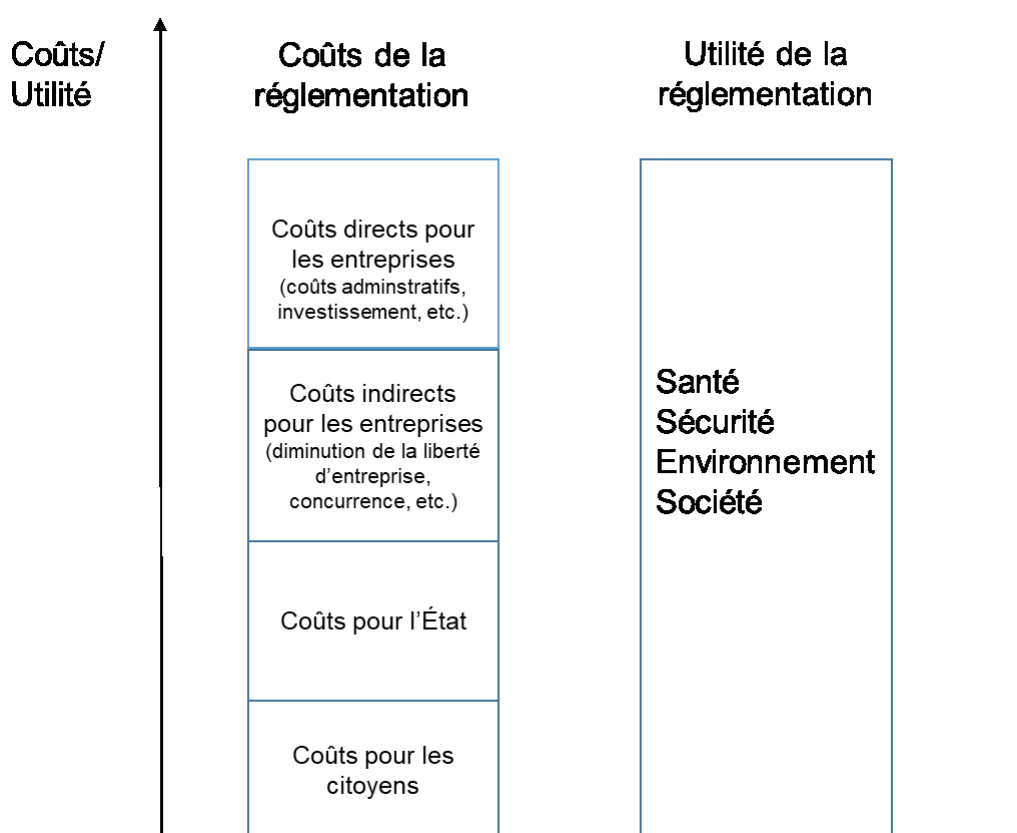 Coûts/
Utilité
Coûts de la
réglementation
Utilité de la
réglementation
Coûts directs pour
les entreprises
(coûts adminstratifs,
investissement, etc.)
Coûts indirects
pour les entreprises
(diminution de la liberté
d’entreprise,
concurrence, etc.)
Coûts pour l’État
Coûts pour les
citoyens
Santé
Sécurité
Environnement
Société